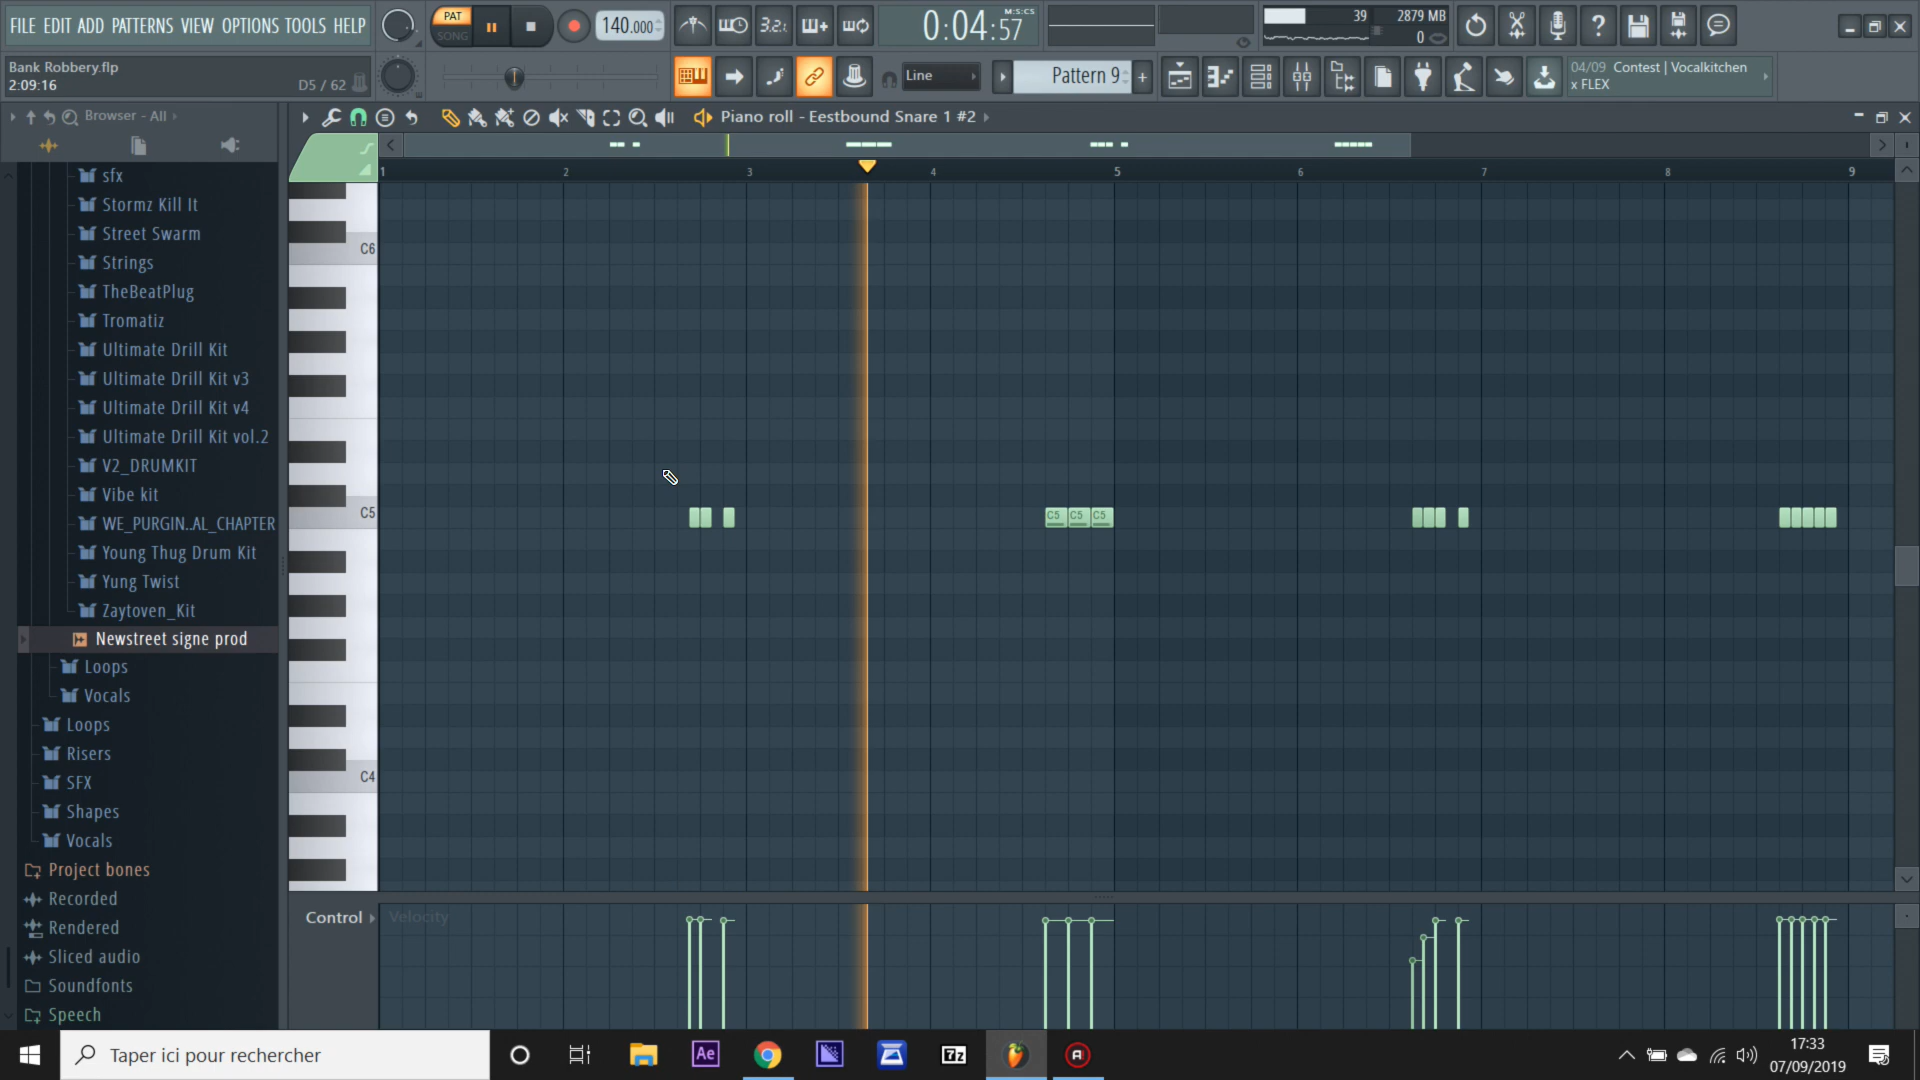 FILE EDIT ADD PATTERNS VIEW OPTIONS TOOLS HELP
PAT
SONG
140.000
3.2.
0:04:57
M:S:CS
39
2879 MB
0
Bank Robbery.flp
2:09:16
D5 / 62
Line
Pattern 9
+
04/09 Contest | Vocalkitchen
x FLEX
Browser - All
Piano roll - Eestbound Snare 1 #2
1 2 3 4 5 6 7 8 9
sfx
Stormz Kill It
Street Swarm
Strings
TheBeatPlug
Tromatiz
Ultimate Drill Kit
Ultimate Drill Kit v3
Ultimate Drill Kit v4
Ultimate Drill Kit vol.2
V2_DRUMKIT
Vibe kit
WE_PURGIN..AL_CHAPTER
Young Thug Drum Kit
Yung Twist
Zaytoven_Kit
Newstreet signe prod
Loops
Vocals
Loops
Risers
SFX
Shapes
Vocals
Project bones
Recorded
Rendered
Sliced audio
Soundfonts
Speech
C6
C5
C5 C5 C5
C4
Control
Velocity
Taper ici pour rechercher
Ae
7z
17:33
07/09/2019